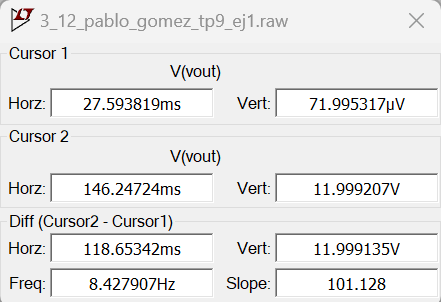 3_12_pablo_gomez_tp9_ej1.raw
Cursor 1
V(vout)
Horz: 27.593819ms Vert: 71.995317µV
Cursor 2
V(vout)
Horz: 146.24724ms Vert: 11.999207V
Diff (Cursor2 - Cursor1)
Horz: 118.65342ms Vert: 11.999135V
Freq: 8.427907Hz Slope: 101.128